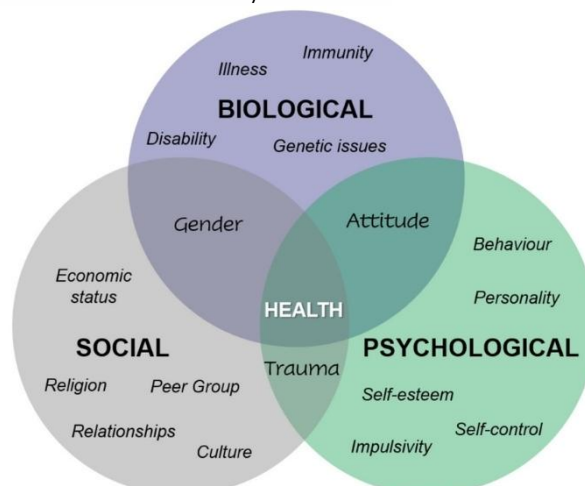 Immunity
Illness
BIOLOGICAL
Disability
Genetic issues
Gender
Attitude
Behaviour
Economic
status
Personality
HEALTH
SOCIAL
PSYCHOLOGICAL
Trauma
Religion
Peer Group
Self-esteem
Relationships
Self-control
Culture
Impulsivity